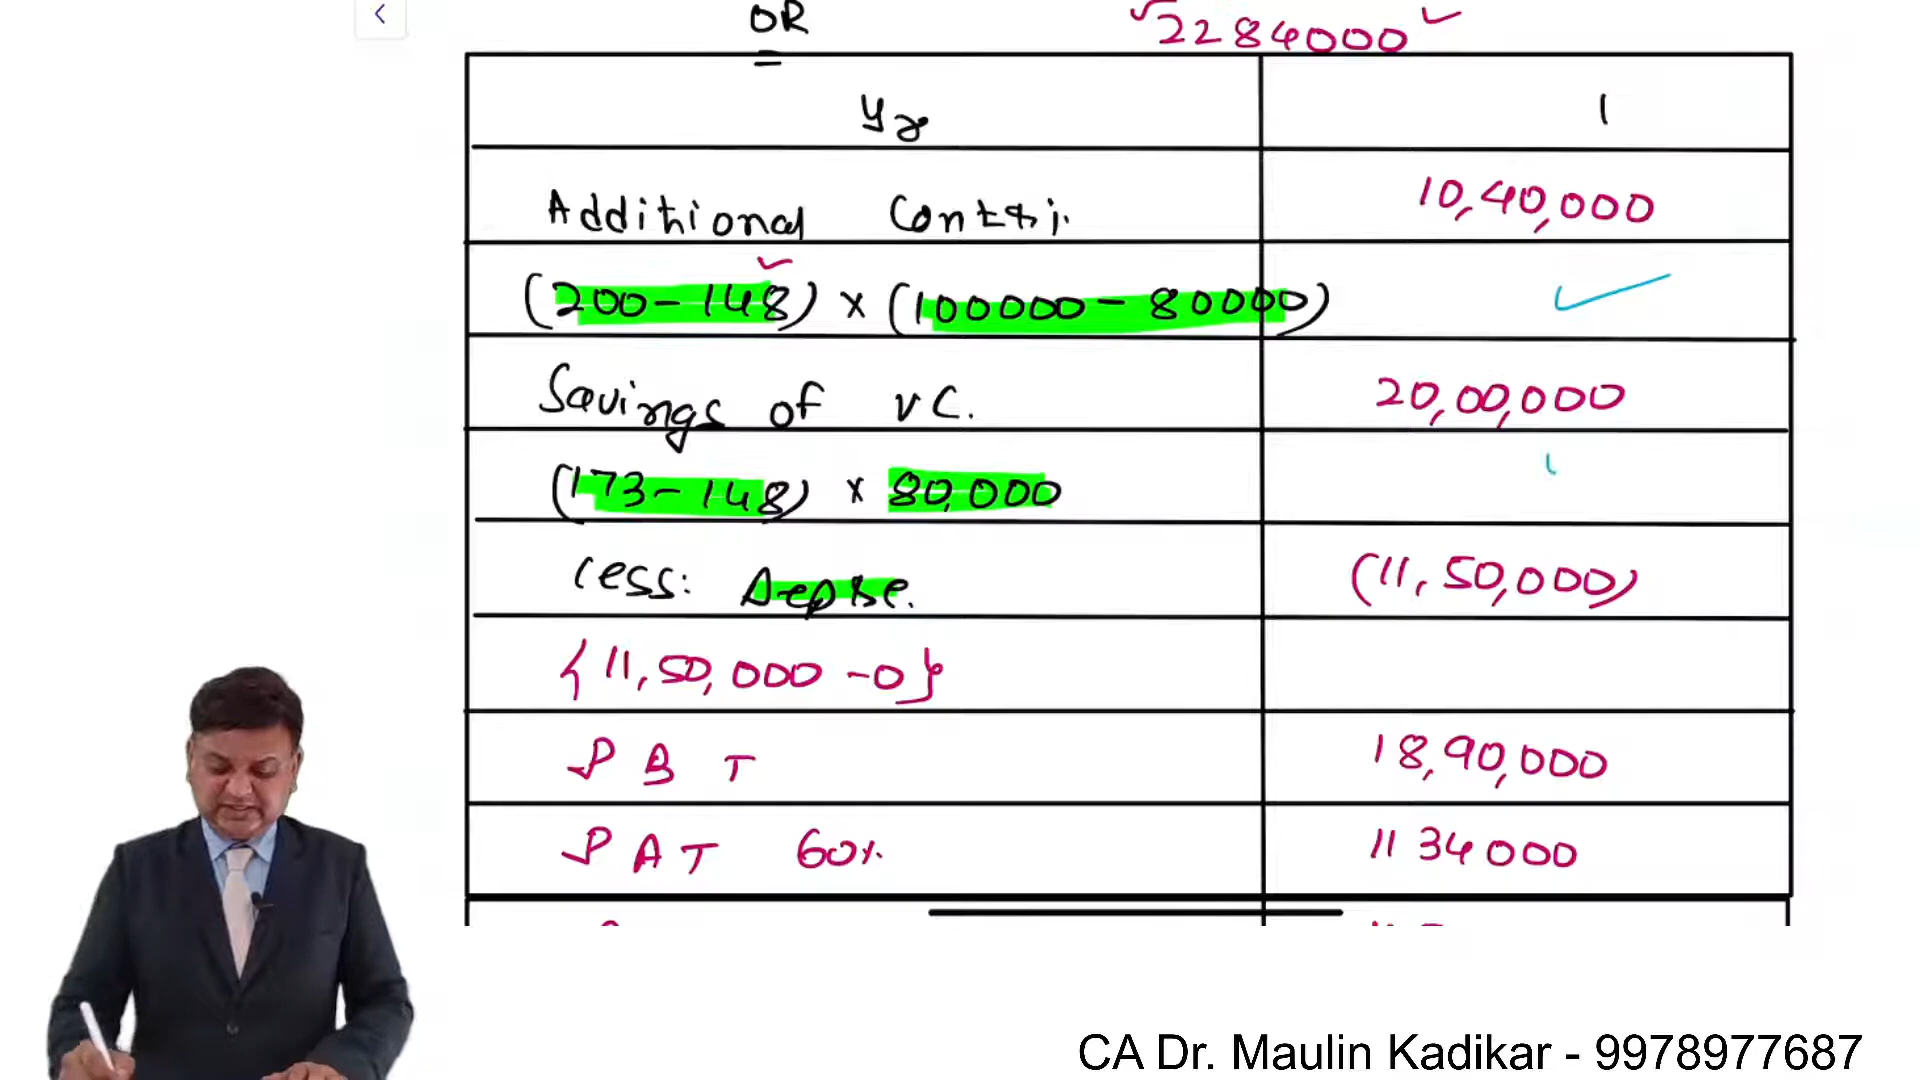 OR
2284000
Yr
1
Additional Contri.
10,40,000
(200 - 148) × (100000 - 80000)
Savings of VC.
20,00,000
(173 - 148) × 80,000
Less: Depre.
(11,50,000)
{11,50,000 - 0}
PBT
18,90,000
PAT 60%
1134000
CA Dr. Maulin Kadikar - 9978977687